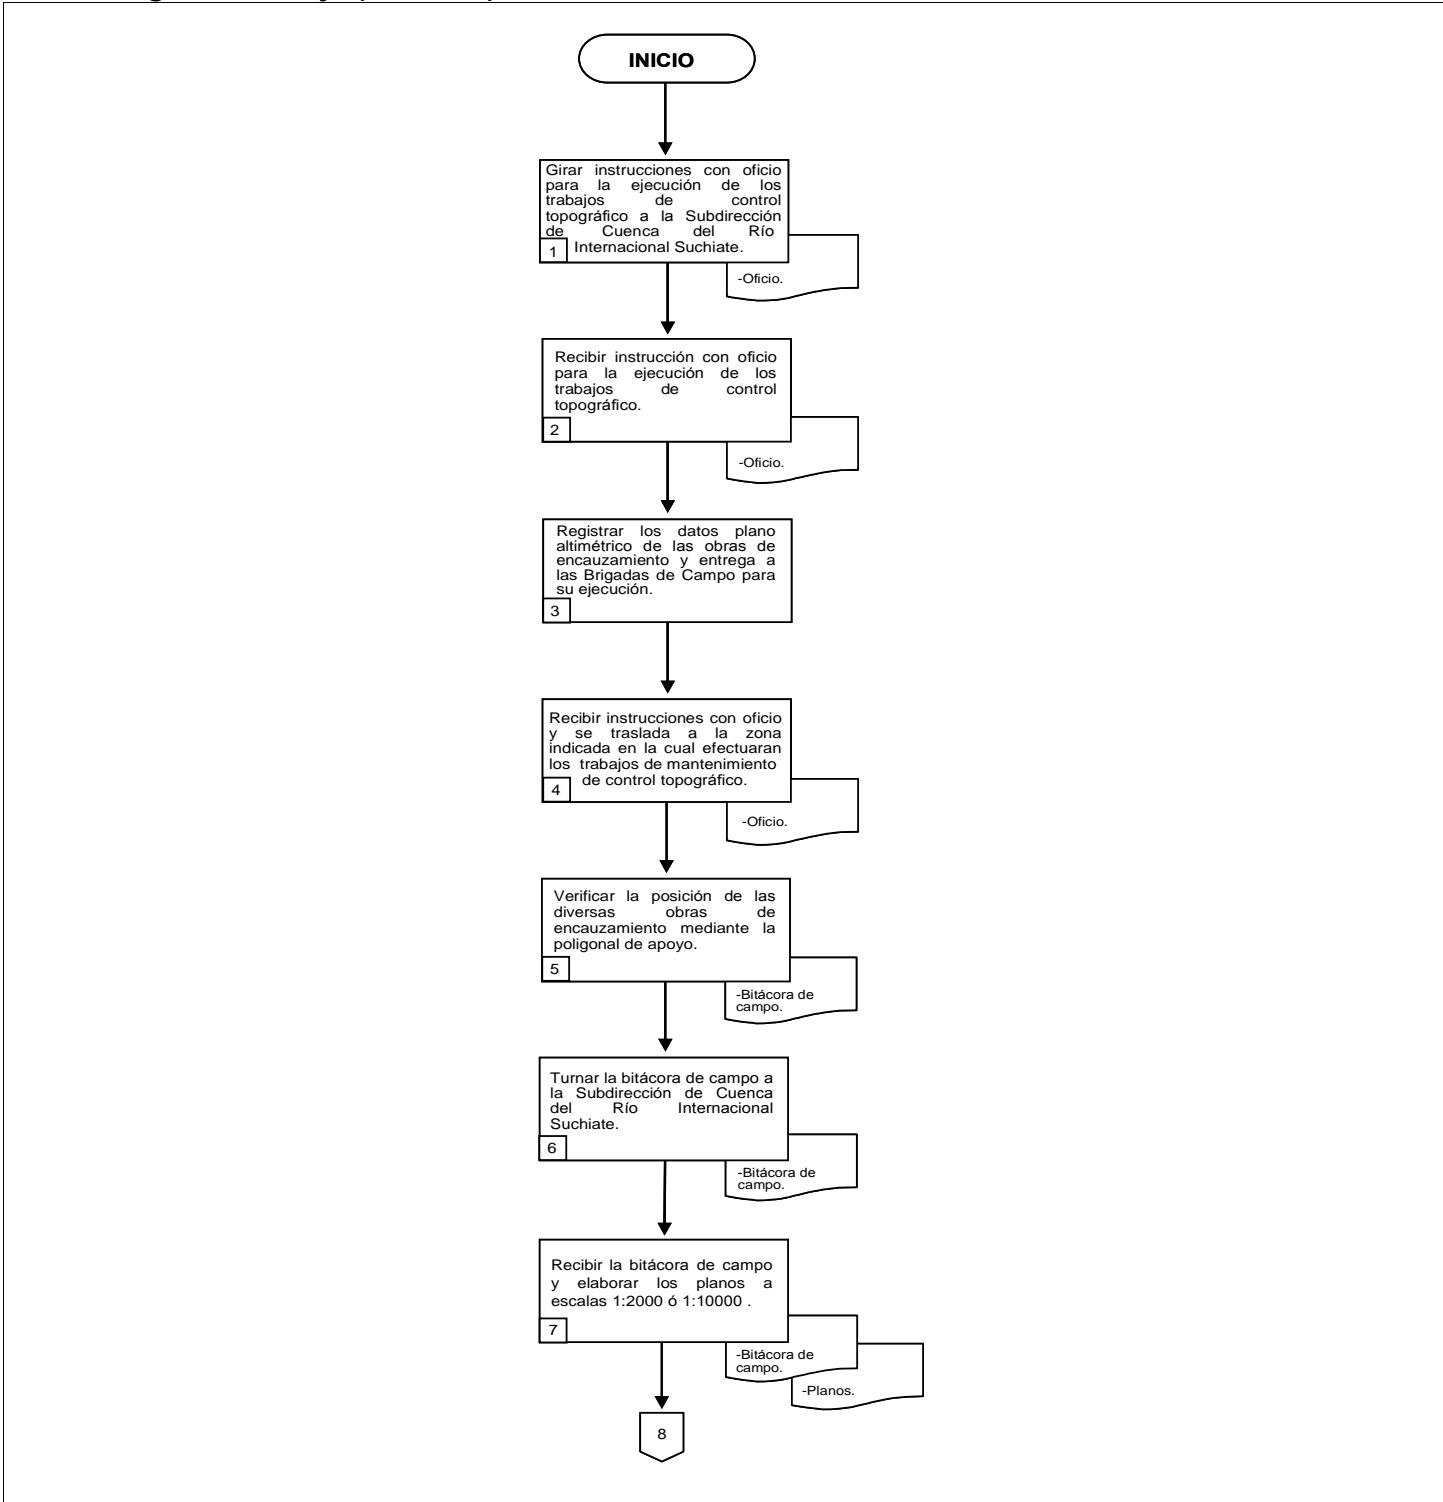 INICIO
Girar instrucciones con oficio
para la ejecución de los
trabajos de control
topográfico a la Subdirección
de Cuenca del Río
Internacional Suchiate.
1
-Oficio.
Recibir instrucción con oficio
para la ejecución de los
trabajos de control
topográfico.
2
-Oficio.
Registrar los datos plano
altimétrico de las obras de
encauzamiento y entrega a
las Brigadas de Campo para
su ejecución.
3
Recibir instrucciones con oficio
y se traslada a la zona
indicada en la cual efectuaran
los trabajos de mantenimiento
de control topográfico.
4
-Oficio.
Verificar la posición de las
diversas obras de
encauzamiento mediante la
poligonal de apoyo.
5
-Bitácora de
campo.
Turnar la bitácora de campo a
la Subdirección de Cuenca
del Río Internacional
Suchiate.
6
-Bitácora de
campo.
Recibir la bitácora de campo
y elaborar los planos a
escalas 1:2000 ó 1:10000 .
7
-Bitácora de
campo.
-Planos.
8